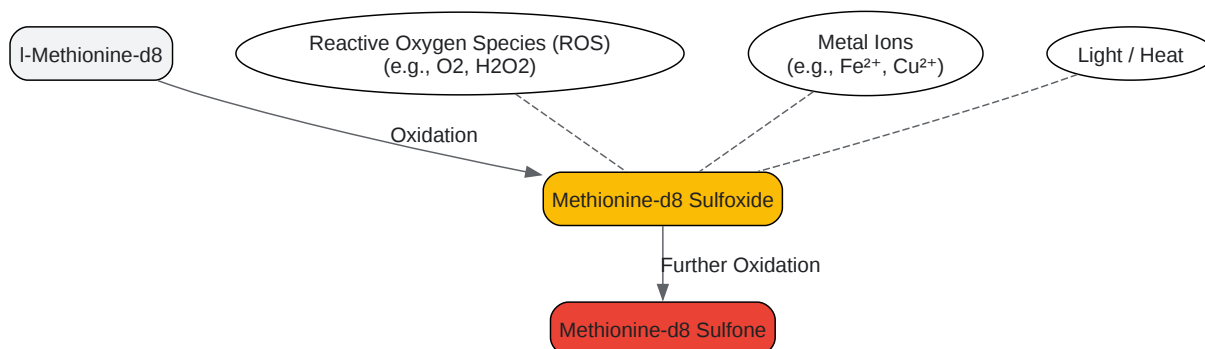 l-Methionine-d8
Reactive Oxygen Species (ROS)
(e.g., O2, H2O2)
Metal Ions
(e.g., Fe²⁺, Cu²⁺)
Light / Heat
Oxidation
Methionine-d8 Sulfoxide
Further Oxidation
Methionine-d8 Sulfone